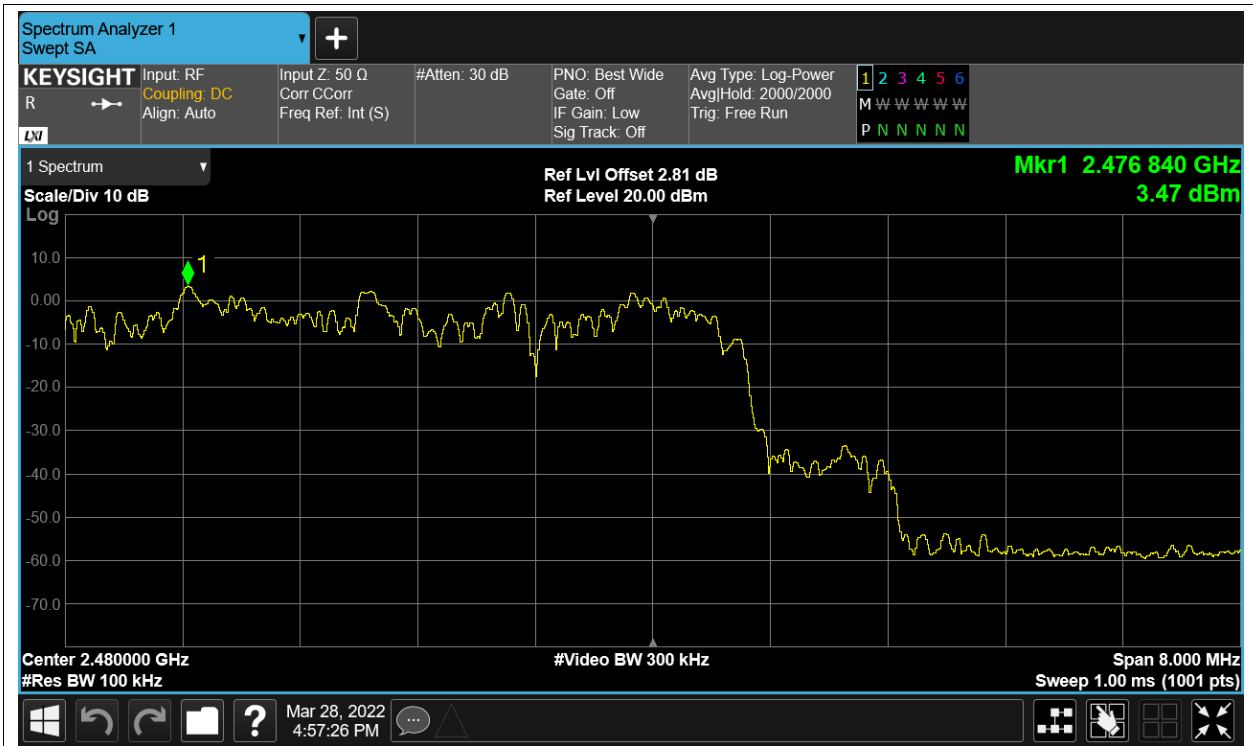 Spectrum Analyzer 1
Swept SA
KEYSIGHT
R
LXI
Input: RF
Coupling: DC
Align: Auto
Input Z: 50 Ω
Corr CCorr
Freq Ref: Int (S)
#Atten: 30 dB
PNO: Best Wide
Gate: Off
IF Gain: Low
Sig Track: Off
Avg Type: Log-Power
Avg|Hold: 2000/2000
Trig: Free Run
1 2 3 4 5 6
M W W W W W
P N N N N N
1 Spectrum
Scale/Div 10 dB
Ref Lvl Offset 2.81 dB
Ref Level 20.00 dBm
Mkr1 2.476 840 GHz
3.47 dBm
Log
10.0
0.00
-10.0
-20.0
-30.0
-40.0
-50.0
-60.0
-70.0
1
Center 2.480000 GHz
#Res BW 100 kHz
#Video BW 300 kHz
Span 8.000 MHz
Sweep 1.00 ms (1001 pts)
?
Mar 28, 2022
4:57:26 PM